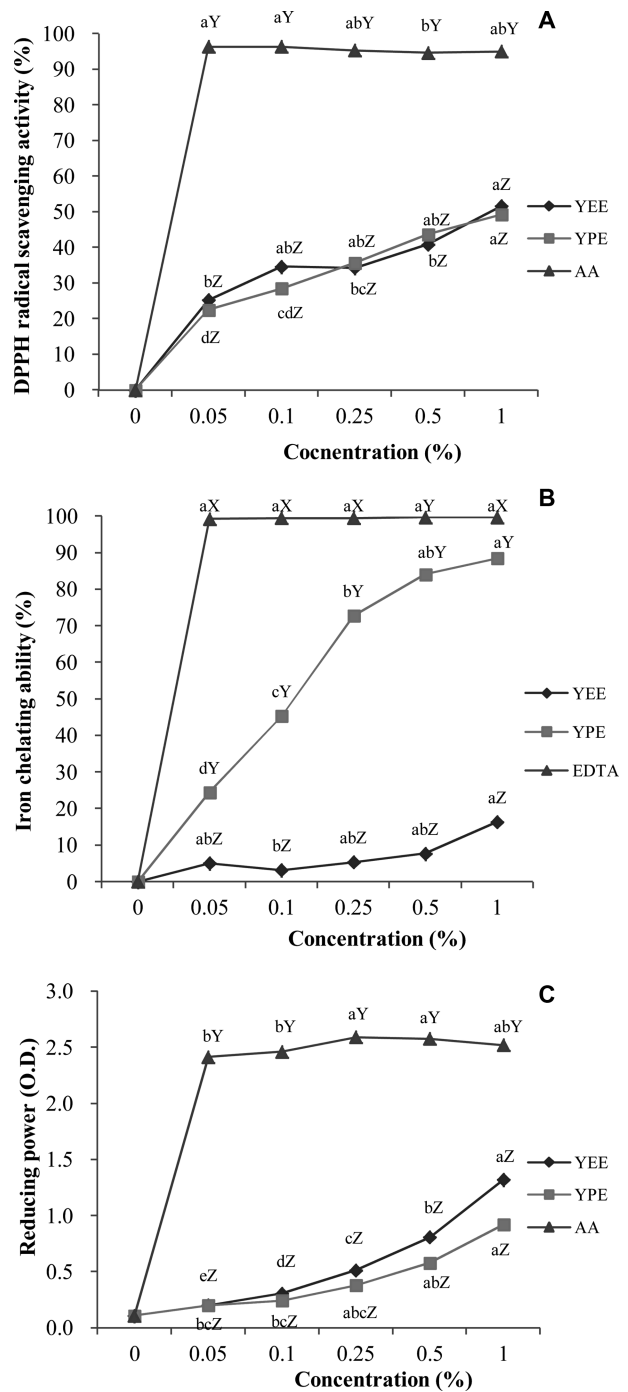 A
DPPH radical scavenging activity (%)
100
90
80
70
60
50
40
30
20
10
0
aY aY abY bY abY
aZ
abZ abZ abZ
bZ bZ aZ
bcZ
cdZ
dZ
YEE
YPE
AA
0 0.05 0.1 0.25 0.5 1
Cocnentration (%)
B
Iron chelating ability (%)
100
90
80
70
60
50
40
30
20
10
0
aX aX aX aY aX
aY
abY
bY
cY
dY
aZ
abZ bZ abZ abZ
YEE
YPE
EDTA
0 0.05 0.1 0.25 0.5 1
Concentration (%)
C
Reducing power (O.D.)
3.0
2.5
2.0
1.5
1.0
0.5
0.0
bY bY aY aY abY
aZ
bZ
cZ
dZ
eZ
aZ
abZ
bcZ bcZ abcZ
YEE
YPE
AA
0 0.05 0.1 0.25 0.5 1
Concentration (%)